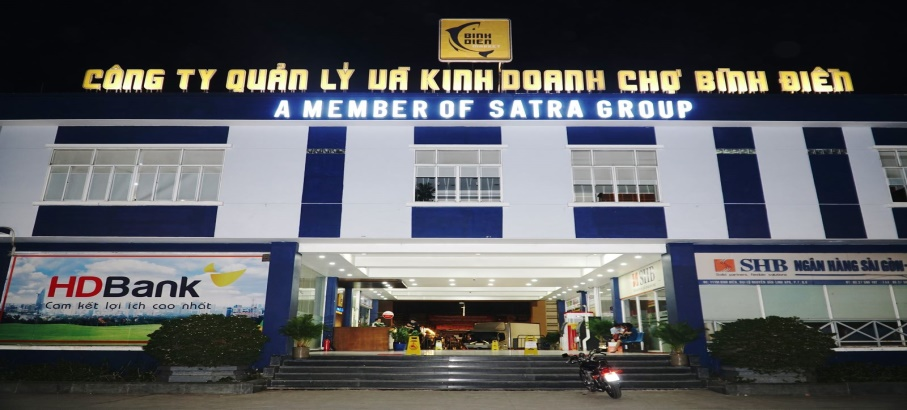 BÌNH
ĐIỀN
CÔNG TY QUẢN LÝ VÀ KINH DOANH CHỢ BÌNH ĐIỀN
A MEMBER OF SATRA GROUP
HDBank
Cam kết lợi ích cao nhất
SHB
SHB NGÂN HÀNG SÀI GÒN-